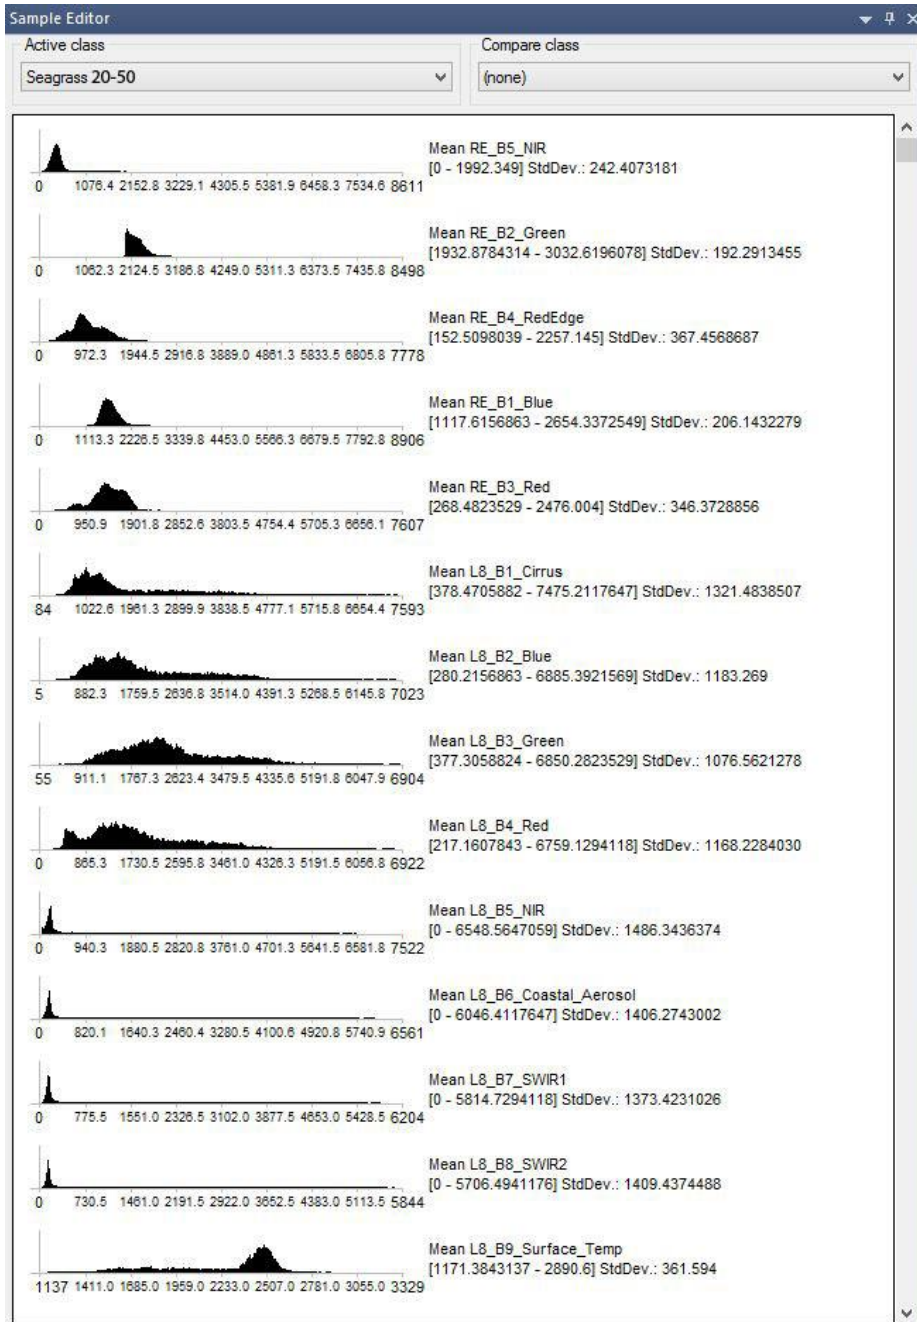 Sample Editor
Active class
Compare class
Seagrass 20-50
(none)
Mean RE_B5_NIR
[0 - 1992.349] StdDev.: 242.4073181
0 1076.4 2152.8 3229.1 4305.5 5381.9 6458.3 7534.6 8611
Mean RE_B2_Green
[1932.8784314 - 3032.6196078] StdDev.: 192.2913455
0 1062.3 2124.5 3186.8 4249.0 5311.3 6373.5 7435.8 8498
Mean RE_B4_RedEdge
[152.5098039 - 2257.145] StdDev.: 367.4568687
0 972.3 1944.5 2916.8 3889.0 4861.3 5833.5 6805.8 7778
Mean RE_B1_Blue
[1117.6156863 - 2654.3372549] StdDev.: 206.1432279
0 1113.3 2226.5 3339.8 4453.0 5566.3 6679.5 7792.8 8906
Mean RE_B3_Red
[268.4823529 - 2476.004] StdDev.: 346.3728856
0 950.9 1901.8 2852.6 3803.5 4754.4 5705.3 6656.1 7607
Mean L8_B1_Cirrus
[378.4705882 - 7475.2117647] StdDev.: 1321.4838507
84 1022.6 1961.3 2899.9 3838.5 4777.1 5715.8 6654.4 7593
Mean L8_B2_Blue
[280.2156863 - 6885.3921569] StdDev.: 1183.269
5 882.3 1759.5 2636.8 3514.0 4391.3 5268.5 6145.8 7023
Mean L8_B3_Green
[377.3058824 - 6850.2823529] StdDev.: 1076.5621278
55 911.1 1767.3 2623.4 3479.5 4335.6 5191.8 6047.9 6904
Mean L8_B4_Red
[217.1607843 - 6759.1294118] StdDev.: 1168.2284030
0 865.3 1730.5 2595.8 3461.0 4326.3 5191.5 6056.8 6922
Mean L8_B5_NIR
[0 - 6548.5647059] StdDev.: 1486.3436374
0 940.3 1880.5 2820.8 3761.0 4701.3 5641.5 6581.8 7522
Mean L8_B6_Coastal_Aerosol
[0 - 6046.4117647] StdDev.: 1406.2743002
0 820.1 1640.3 2460.4 3280.5 4100.6 4920.8 5740.9 6561
Mean L8_B7_SWIR1
[0 - 5814.7294118] StdDev.: 1373.4231026
0 775.5 1551.0 2326.5 3102.0 3877.5 4653.0 5428.5 6204
Mean L8_B8_SWIR2
[0 - 5706.4941176] StdDev.: 1409.4374488
0 730.5 1461.0 2191.5 2922.0 3652.5 4383.0 5113.5 5844
Mean L8_B9_Surface_Temp
[1171.3843137 - 2890.6] StdDev.: 361.594
1137 1411.0 1685.0 1959.0 2233.0 2507.0 2781.0 3055.0 3329